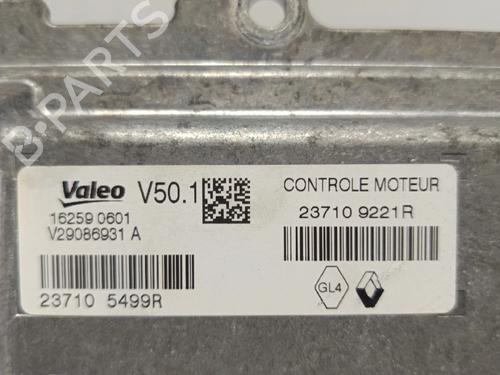 B-PARTS
Valeo V50.1
16259 0601
V29086931 A
23710 5499R
CONTROLE MOTEUR
23710 9221R
GL4